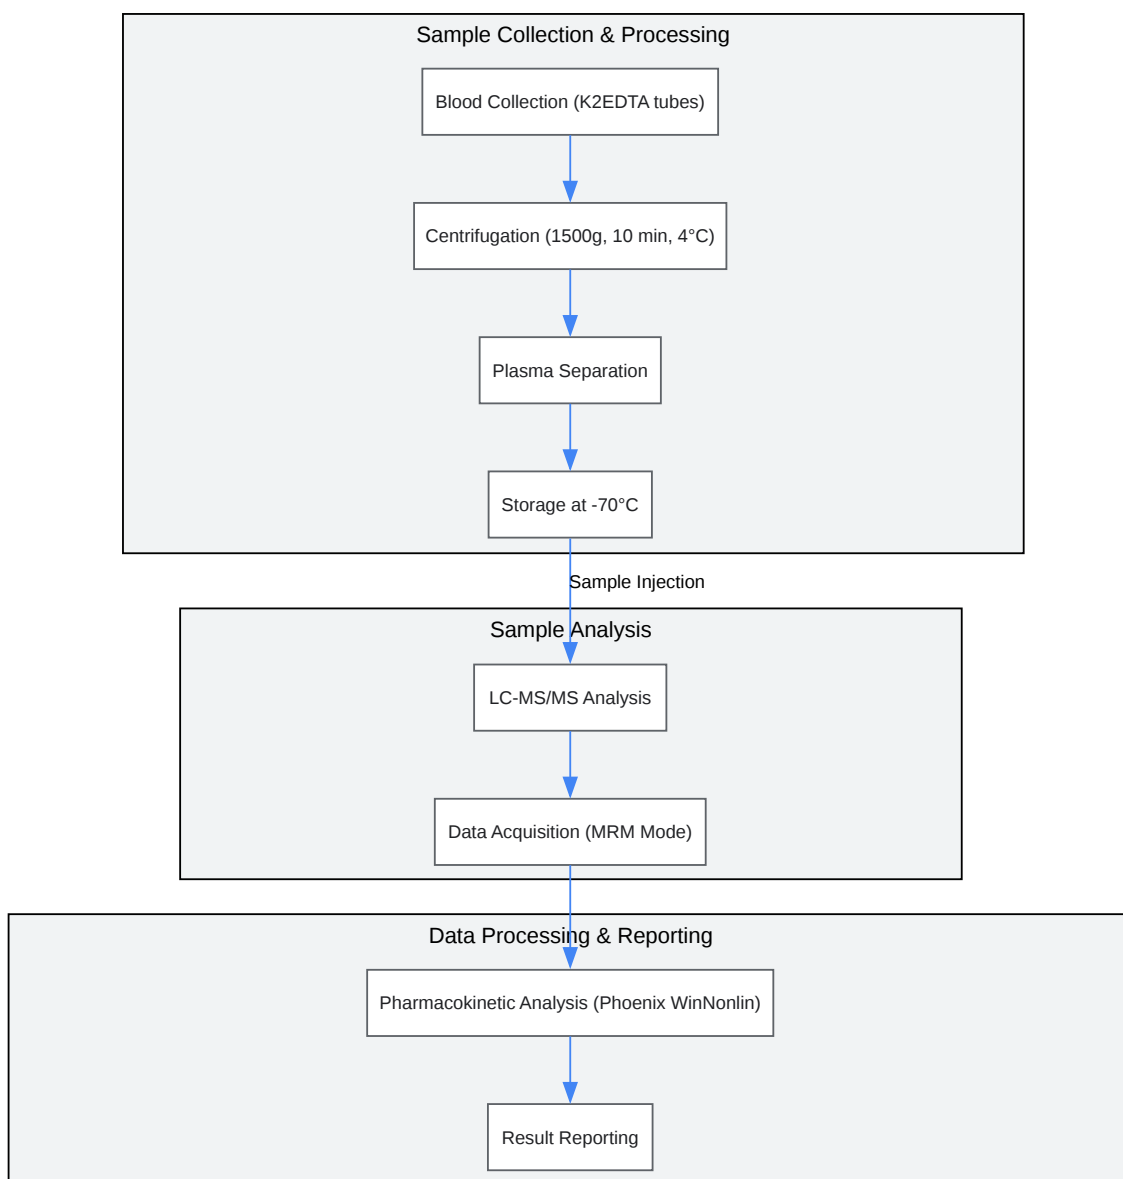 Sample Collection & Processing
Blood Collection (K2EDTA tubes)
Centrifugation (1500g, 10 min, 4°C)
Plasma Separation
Storage at -70°C
Sample Injection
Sample Analysis
LC-MS/MS Analysis
Data Acquisition (MRM Mode)
Data Processing & Reporting
Pharmacokinetic Analysis (Phoenix WinNonlin)
Result Reporting